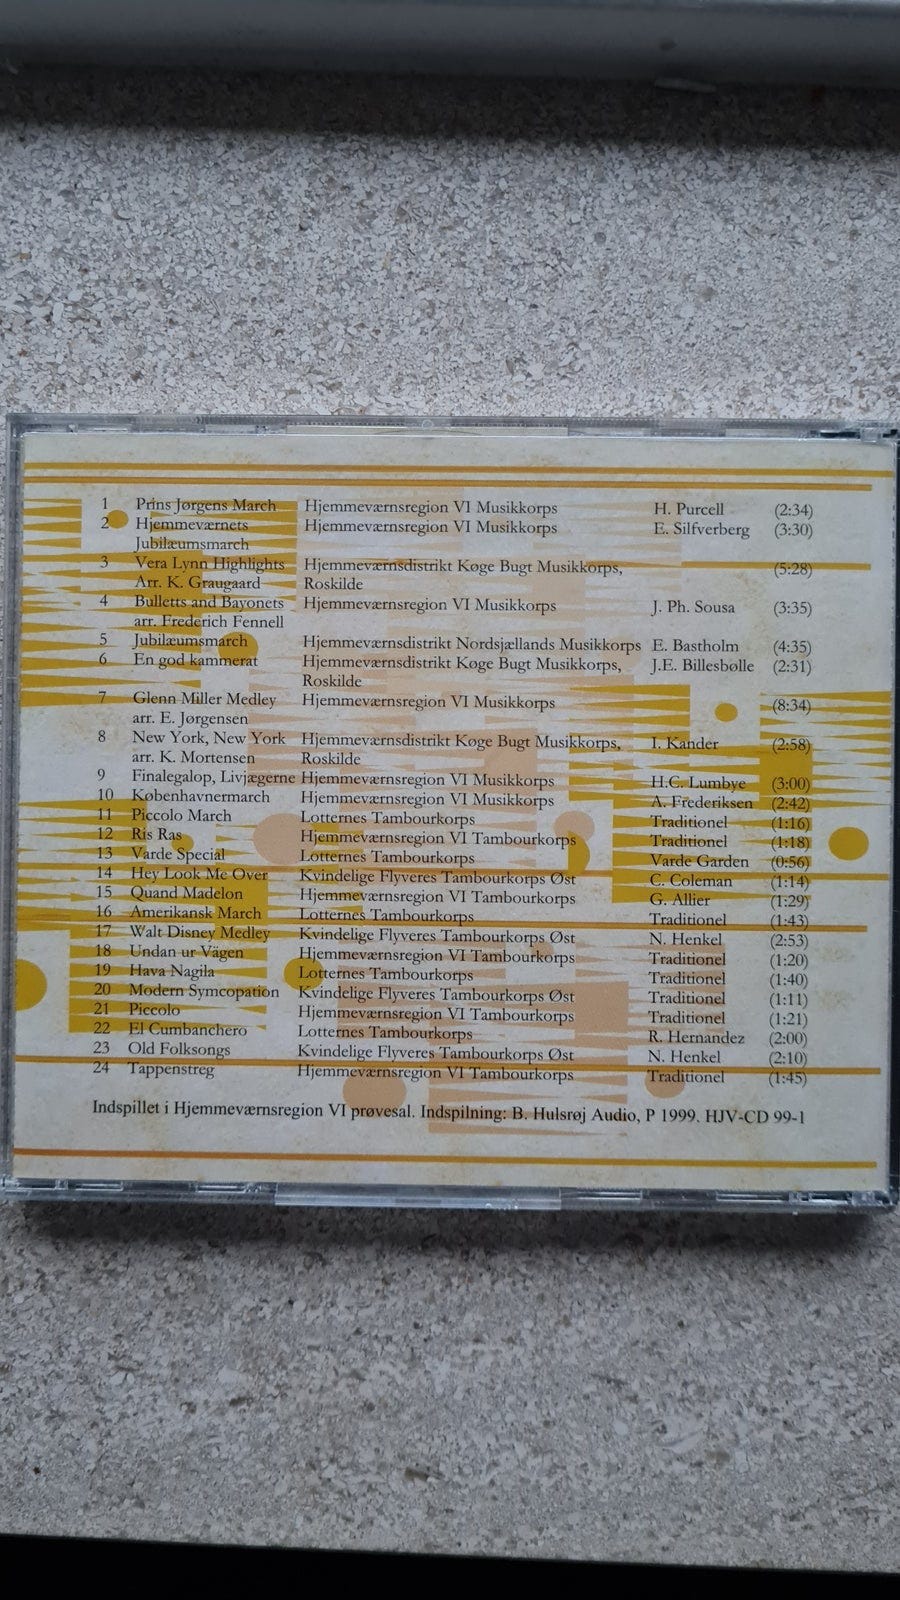 1 Prins Jørgens March Hjemmeværnsregion VI Musikkorps H. Purcell (2:34)
2 Hjemmeværnets Hjemmeværnsregion VI Musikkorps E. Silfverberg (3:30)
Jubilæumsmarch
3 Vera Lynn Highlights Hjemmeværnsdistrikt Køge Bugt Musikkorps, (5:28)
Arr. K. Graugaard Roskilde
4 Bulletts and Bayonets Hjemmeværnsregion VI Musikkorps J. Ph. Sousa (3:35)
arr. Frederich Fennell
5 Jubilæumsmarch Hjemmeværnsdistrikt Nordsjællands Musikkorps E. Bastholm (4:35)
6 En god kammerat Hjemmeværnsdistrikt Køge Bugt Musikkorps, J.E. Billesbølle (2:31)
Roskilde
7 Glenn Miller Medley Hjemmeværnsregion VI Musikkorps (8:34)
arr. E. Jørgensen
8 New York, New York Hjemmeværnsdistrikt Køge Bugt Musikkorps, I. Kander (2:58)
arr. K. Mortensen Roskilde
9 Finalegalop, Livjægerne Hjemmeværnsregion VI Musikkorps H.C. Lumbye (3:00)
10 Københavnermarch Hjemmeværnsregion VI Musikkorps A. Frederiksen (2:42)
11 Piccolo March Lotternes Tambourkorps Traditionel (1:16)
12 Ris Ras Hjemmeværnsregion VI Tambourkorps Traditionel (1:18)
13 Varde Special Lotternes Tambourkorps Varde Garden (0:56)
14 Hey Look Me Over Kvindelige Flyveres Tambourkorps Øst C. Coleman (1:14)
15 Quand Madelon Hjemmeværnsregion VI Tambourkorps G. Allier (1:29)
16 Amerikansk March Lotternes Tambourkorps Traditionel (1:43)
17 Walt Disney Medley Kvindelige Flyveres Tambourkorps Øst N. Henkel (2:53)
18 Undan ur Vägen Hjemmeværnsregion VI Tambourkorps Traditionel (1:20)
19 Hava Nagila Lotternes Tambourkorps Traditionel (1:40)
20 Modern Symcopation Kvindelige Flyveres Tambourkorps Øst Traditionel (1:11)
21 Piccolo Hjemmeværnsregion VI Tambourkorps Traditionel (1:21)
22 El Cumbanchero Lotternes Tambourkorps R. Hernandez (2:00)
23 Old Folksongs Kvindelige Flyveres Tambourkorps Øst N. Henkel (2:10)
24 Tappenstreg Hjemmeværnsregion VI Tambourkorps Traditionel (1:45)
Indspillet i Hjemmeværnsregion VI prøvesal. Indspilning: B. Hulsrøj Audio, P 1999. HJV-CD 99-1